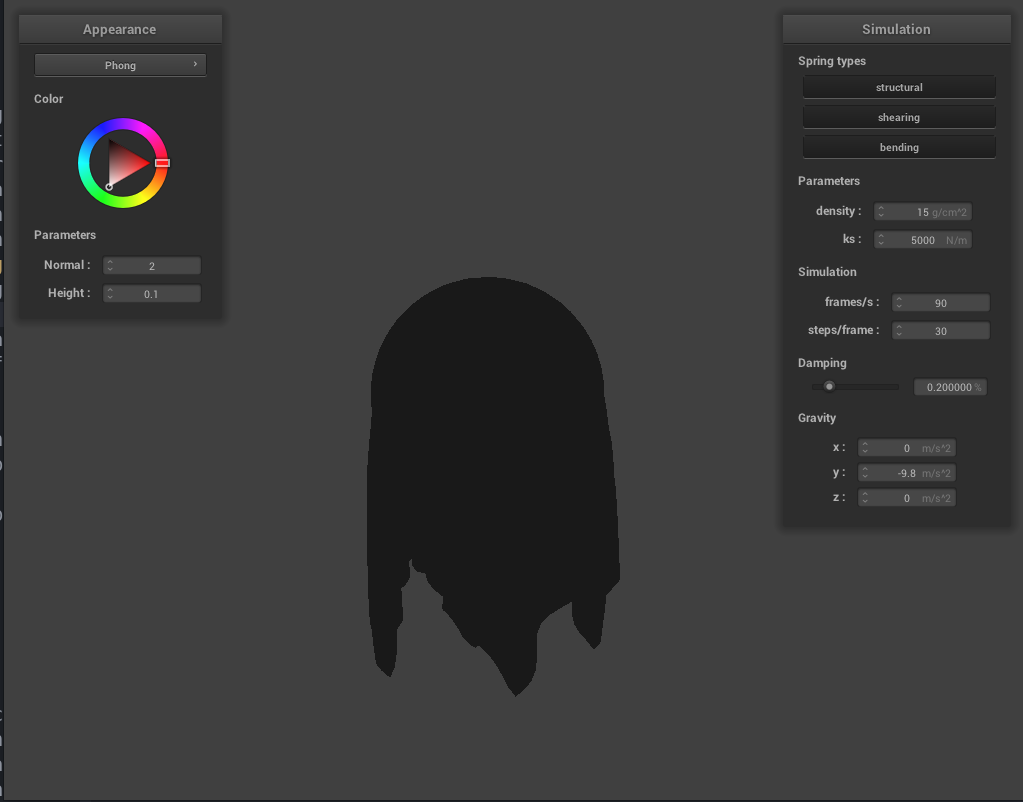 Appearance
Phong
Color
Parameters
Normal : 2
Height : 0.1
Simulation
Spring types
structural
shearing
bending
Parameters
density : 15 g/cm^2
ks : 5000 N/m
Simulation
frames/s : 90
steps/frame : 30
Damping
0.200000 %
Gravity
x : 0 m/s^2
y : -9.8 m/s^2
z : 0 m/s^2